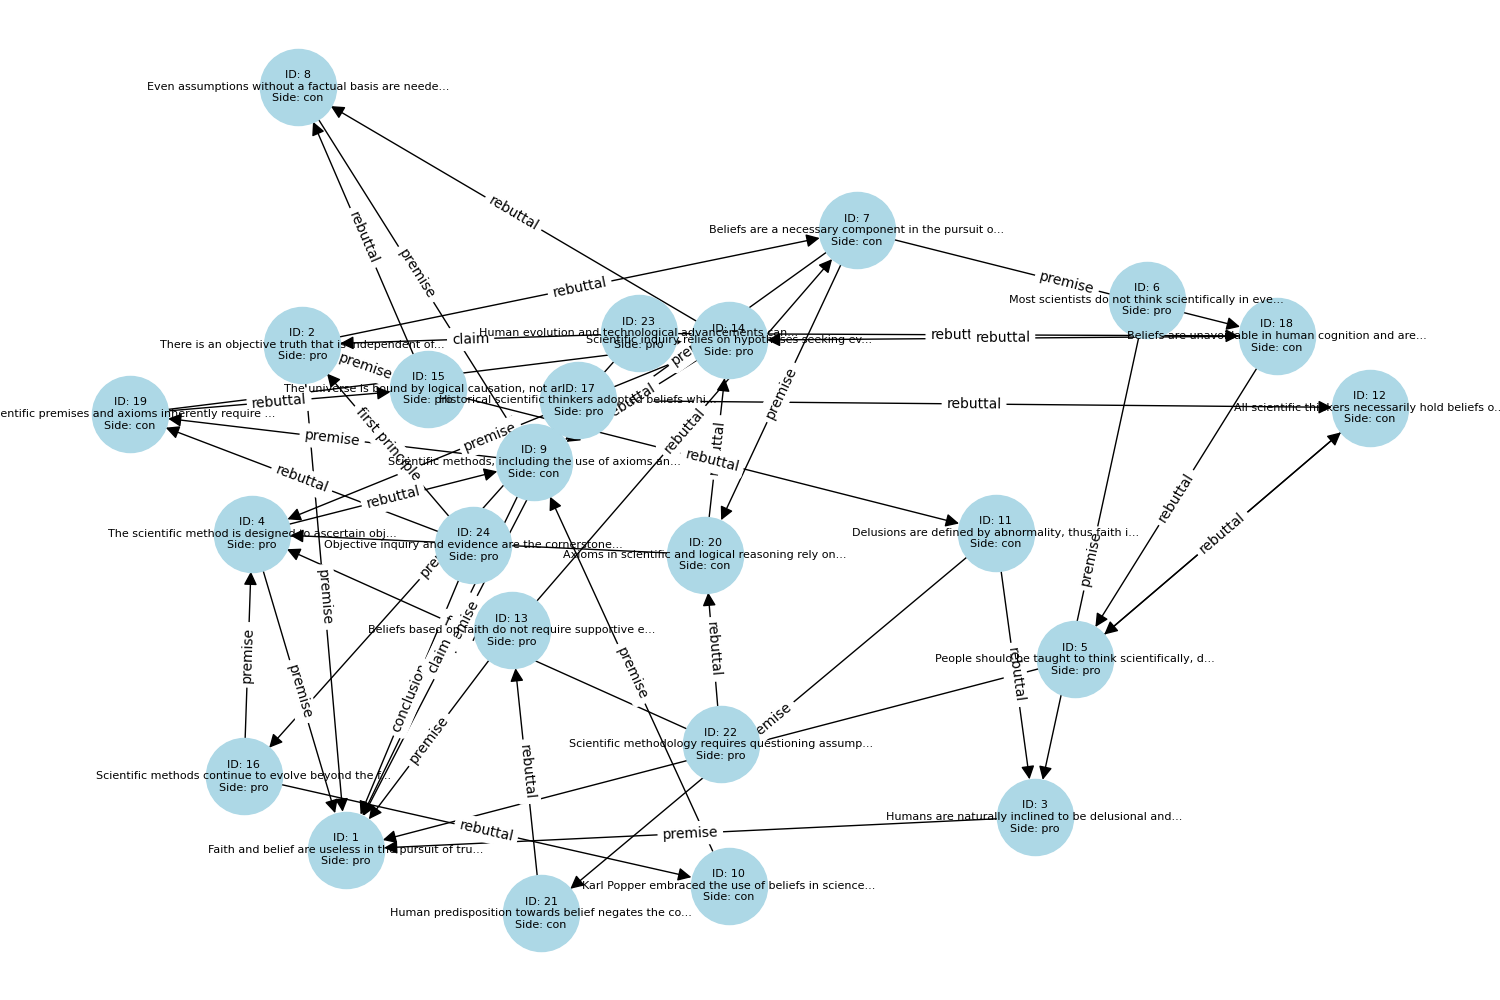 ID: 8
Even assumptions without a factual basis are neede...
Side: con
rebuttal
rebuttal
premise
ID: 7
Beliefs are a necessary component in the pursuit o...
Side: con
rebuttal
premise
ID: 6
Most scientists do not think scientifically in eve...
Side: pro
ID: 23
Human evolution and technological advancements can...
Side: pro
ID: 14
Scientific inquiry relies on hypotheses seeking ev...
Side: pro
ID: 2
There is an objective truth that is independent of...
Side: pro
claim
rebuttal
ID: 18
Beliefs are unavoidable in human cognition and are...
Side: con
premise
ID: 15
The universe is bound by logical causation, not
Side: pro
ID: 17
Historical scientific thinkers adopted beliefs whi...
Side: pro
premise
rebuttal
ID: 12
All scientific thinkers necessarily hold beliefs o...
Side: con
ID: 19
premises and axioms inherently require ...
Side: con
rebuttal
first principle
premise
premise
rebuttal
ID: 9
Scientific methods, including the use of axioms an...
Side: con
rebuttal
rebuttal
rebuttal
rebuttal
ID: 4
The scientific method is designed to ascertain obj...
Side: pro
ID: 24
Objective inquiry and evidence are the cornerstone...
Side: pro
ID: 20
Axioms in scientific and logical reasoning rely on...
Side: con
ID: 11
Delusions are defined by abnormality, thus faith i...
Side: con
rebuttal
premise
premise
ID: 13
Beliefs based on faith do not require supportive e...
Side: pro
premise
premise
claim
premise
rebuttal
ID: 5
People should be taught to think scientifically, d...
Side: pro
rebuttal
conclusion
premise
ID: 22
Scientific methodology requires questioning assump...
Side: pro
ID: 16
Scientific methods continue to evolve beyond the f...
Side: pro
rebuttal
rebuttal
premise
ID: 3
Humans are naturally inclined to be delusional and...
Side: pro
ID: 1
Faith and belief are useless in the pursuit of tru...
Side: pro
ID: 10
Karl Popper embraced the use of beliefs in science...
Side: con
ID: 21
Human predisposition towards belief negates the co...
Side: con